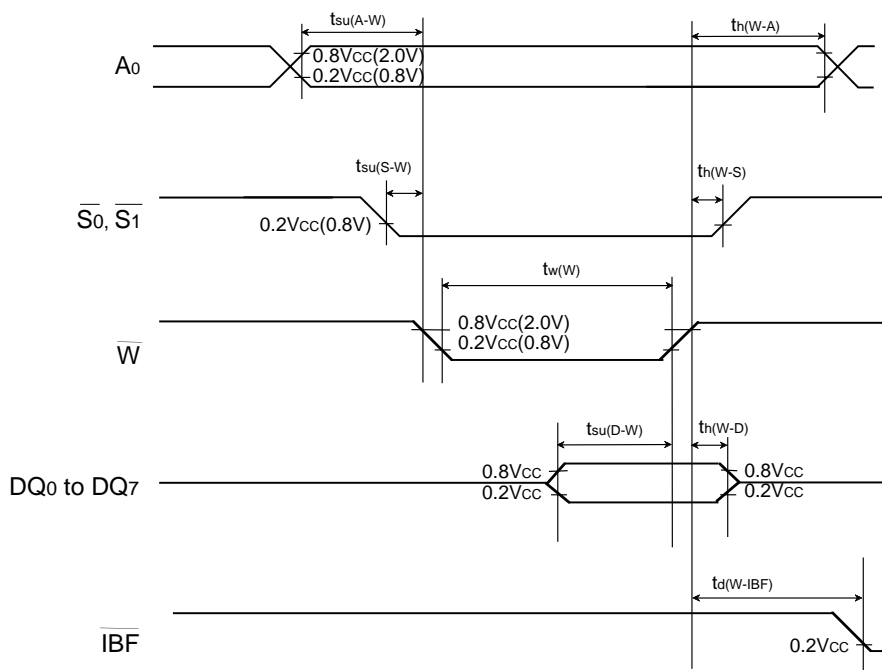 tsu(A-W)
th(W-A)
A0
0.8VCC(2.0V)
0.2VCC(0.8V)
tsu(S-W)
th(W-S)
S0, S1
0.2VCC(0.8V)
tw(W)
W
0.8VCC(2.0V)
0.2VCC(0.8V)
tsu(D-W)
th(W-D)
DQ0 to DQ7
0.8VCC
0.2VCC
0.8VCC
0.2VCC
td(W-IBF)
IBF
0.2VCC